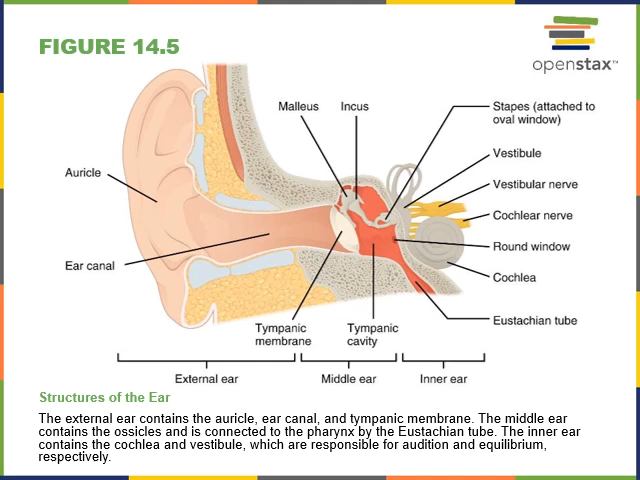 FIGURE 14.5
openstax™
Malleus
Incus
Stapes (attached to
oval window)
Vestibule
Auricle
Vestibular nerve
Cochlear nerve
Round window
Ear canal
Cochlea
Eustachian tube
Tympanic
membrane
Tympanic
cavity
External ear
Middle ear
Inner ear
Structures of the Ear
The external ear contains the auricle, ear canal, and tympanic membrane. The middle ear
contains the ossicles and is connected to the pharynx by the Eustachian tube. The inner ear
contains the cochlea and vestibule, which are responsible for audition and equilibrium,
respectively.